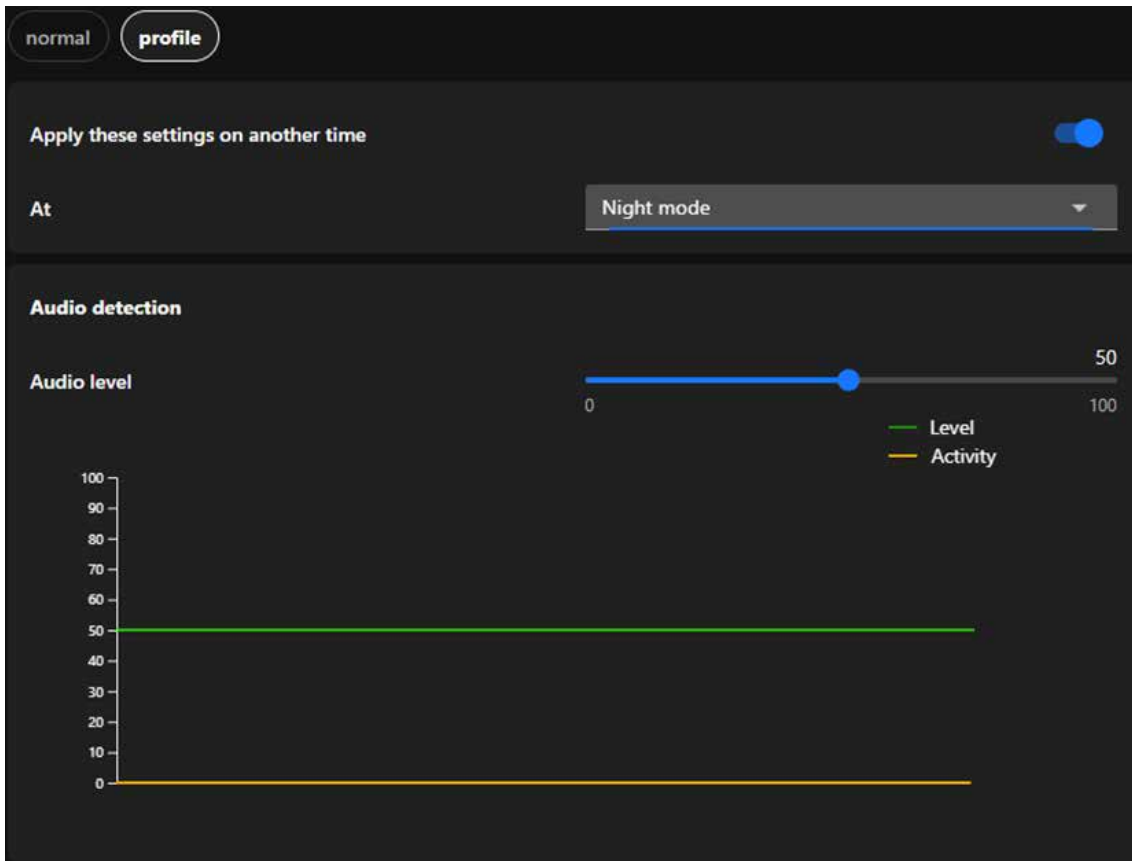 normal profile
Apply these settings on another time
At Night mode
Audio detection
50
Audio level
0 100
Level
Activity
100
90
80
70
60
50
40
30
20
10
0